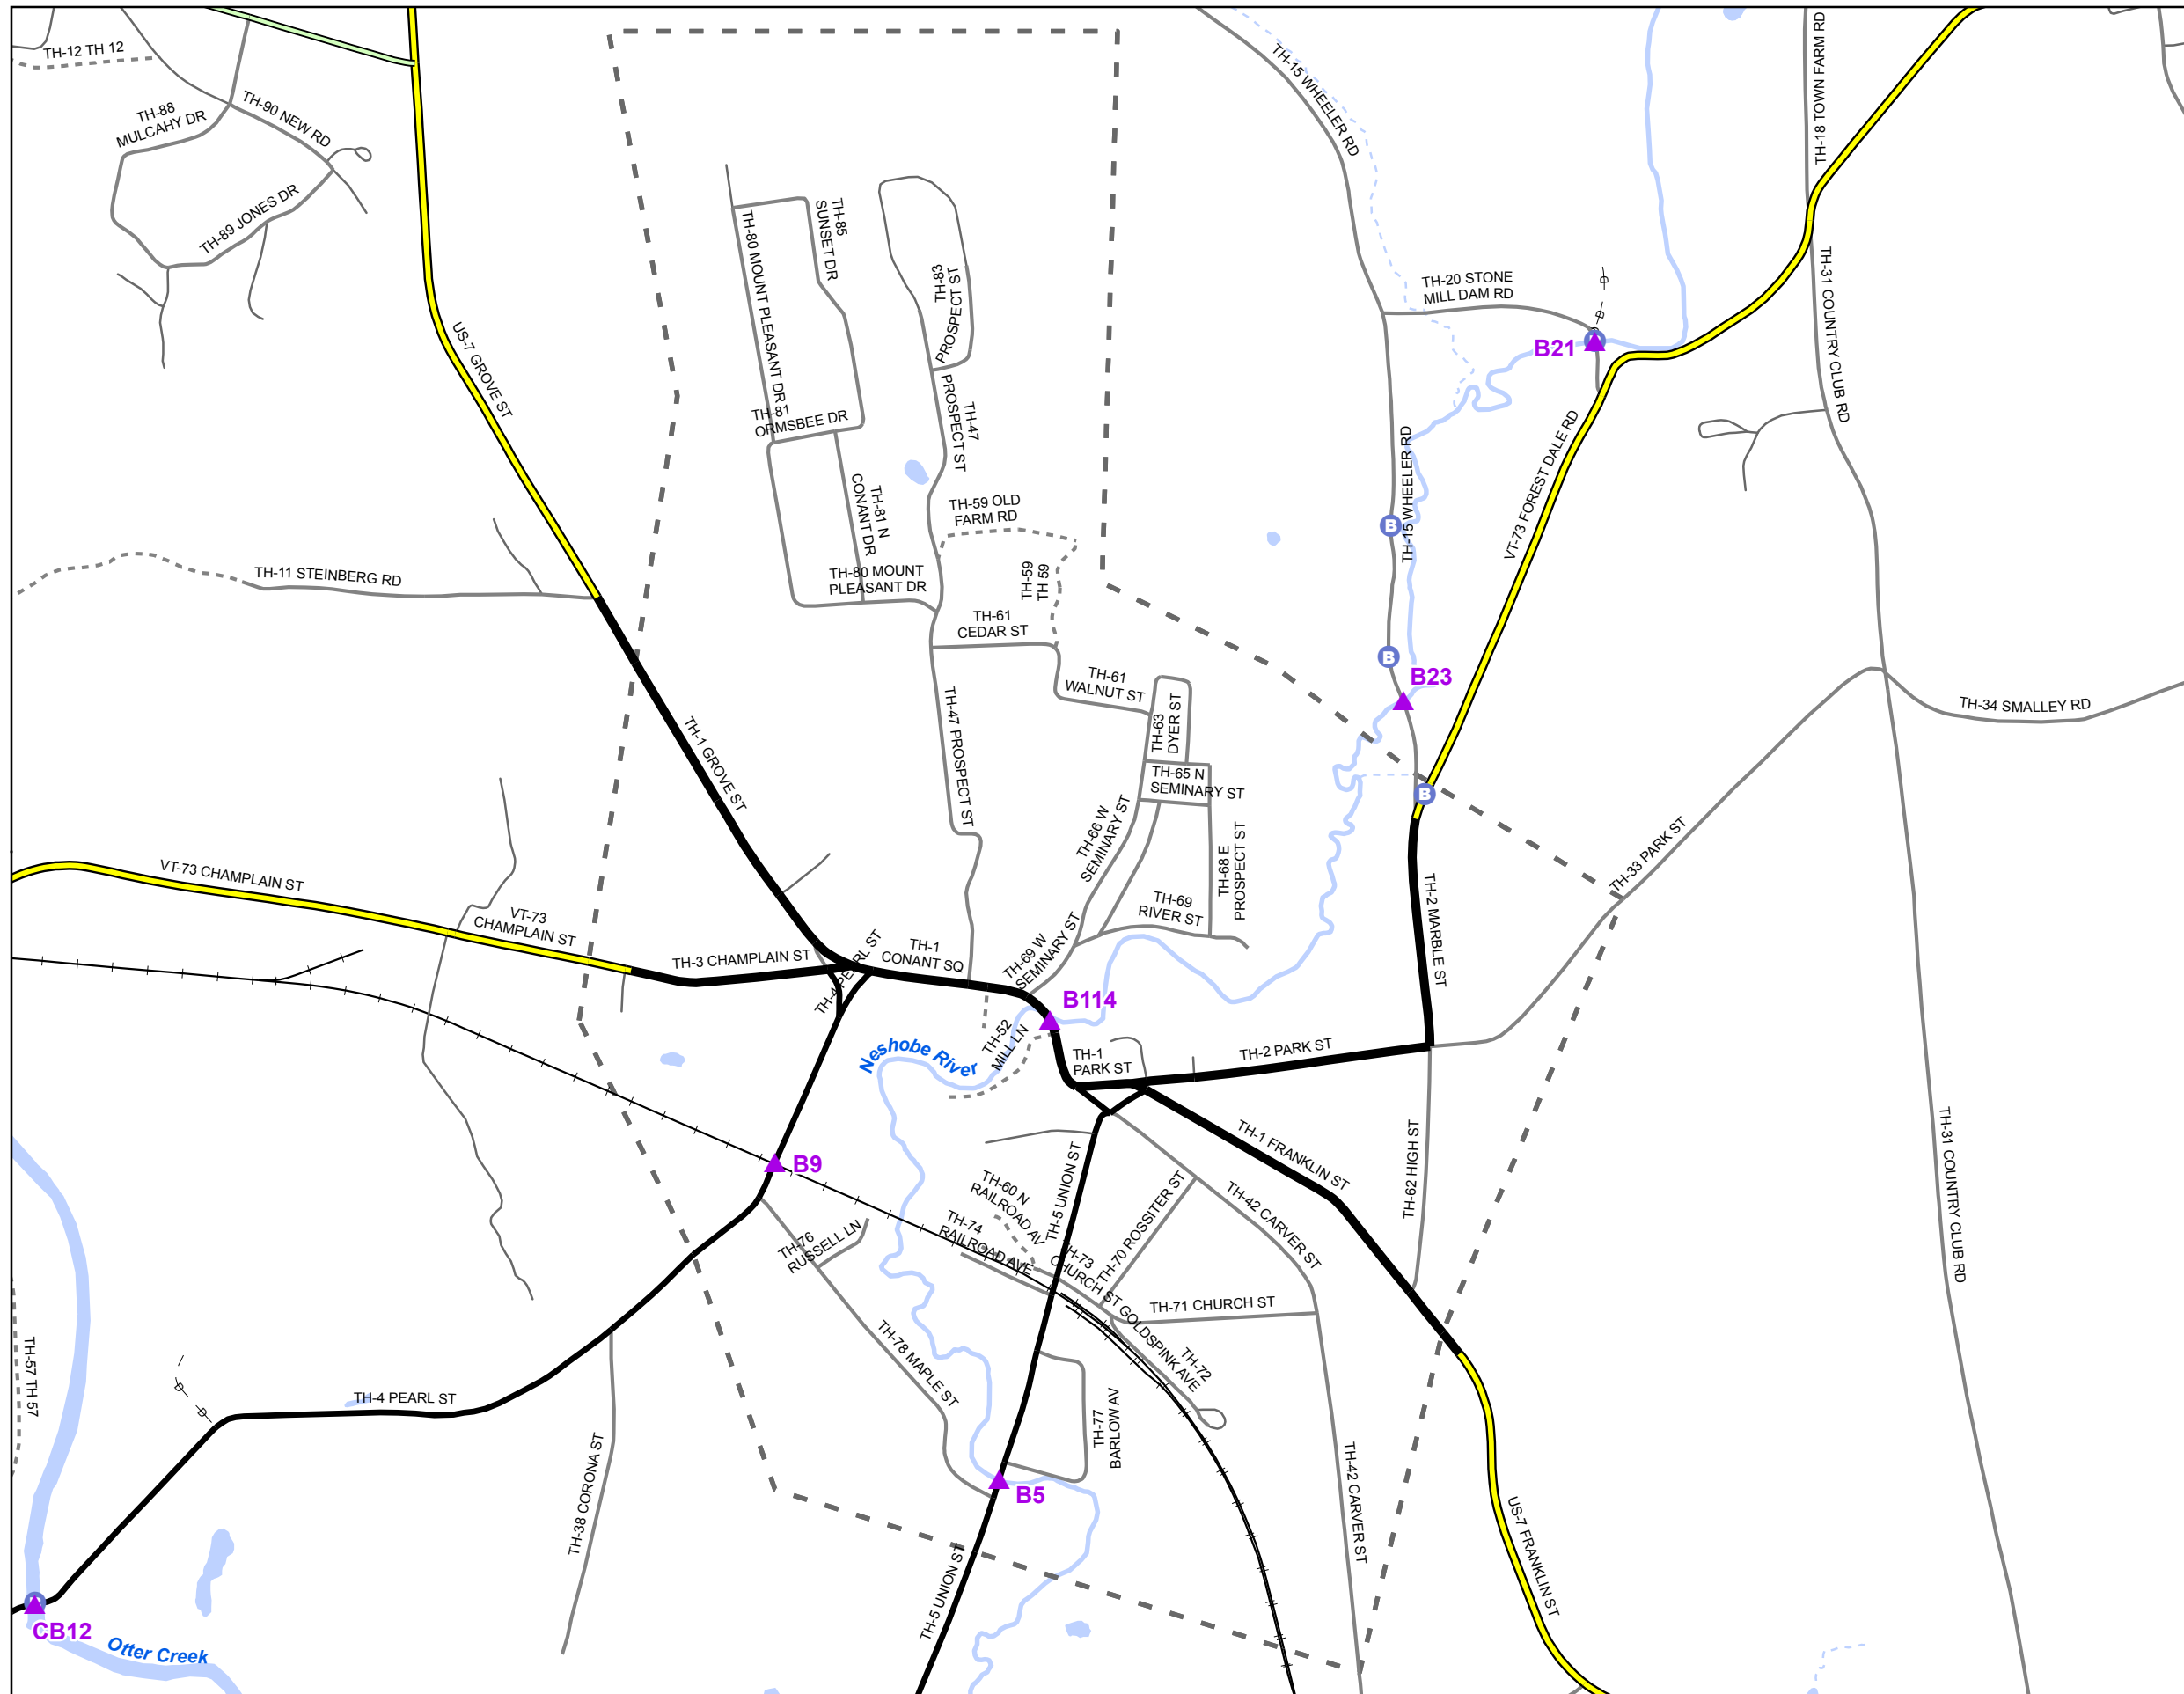 TH-12 TH 12
TH-88
MULCAHY DR
TH-90 NEW RD
TH-89 JONES DR
US-7 GROVE ST
TH-80 MOUNT PLEASANT DR
TH-85
SUNSET DR
TH-83
PROSPECT ST
TH-47
PROSPECT ST
TH-81
ORMSBEE DR
TH-81 N
CONANT DR
TH-59 OLD
FARM RD
TH-59
TH 59
TH-80 MOUNT
PLEASANT DR
TH-61
CEDAR ST
TH-61
WALNUT ST
TH-15 WHEELER RD
TH-18 TOWN FARM RD
TH-20 STONE
MILL DAM RD
D
D
D
B21
TH-31 COUNTRY CLUB RD
VT-73 FOREST DALE RD
TH-15 WHEELER RD
B
B
B23
B
TH-11 STEINBERG RD
TH-1 GROVE ST
TH-47 PROSPECT ST
TH-63
DYER ST
TH-65 N
SEMINARY ST
TH-66 W
SEMINARY ST
TH-68 E
PROSPECT ST
TH-69
RIVER ST
TH-69 W
SEMINARY ST
TH-34 SMALLEY RD
TH-33 PARK ST
TH-2 MARBLE ST
VT-73 CHAMPLAIN ST
VT-73
CHAMPLAIN ST
TH-3 CHAMPLAIN ST
TH-4 PEARL ST
TH-1
CONANT SQ
B114
TH-52
MILL LN
Neshobe River
TH-1
PARK ST
TH-2 PARK ST
B9
TH-1 FRANKLIN ST
TH-62 HIGH ST
TH-31 COUNTRY CLUB RD
TH-5 UNION ST
TH-60 N
RAILROAD AV
TH-74
RAILROAD AVE
TH-73
CHURCH ST
TH-70 ROSSITER ST
TH-42 CARVER ST
TH-71 CHURCH ST
TH-72
GOLDSPINK AVE
TH-76
RUSSELL LN
TH-78 MAPLE ST
TH-77
BARLOW AV
TH-57 TH 57
D
D
TH-4 PEARL ST
TH-38 CORONA ST
B5
TH-42 CARVER ST
US-7 FRANKLIN ST
TH-5 UNION ST
CB12
Otter Creek